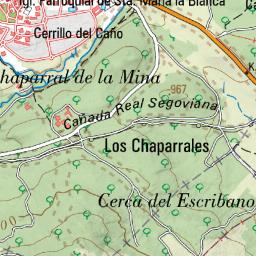 Igl. Parroquial de Sta. María la Blanca
Cerrillo del Caño
Chaparral de la Mina
967
Cañada Real Segoviana
Los Chaparrales
Cerca del Escribano